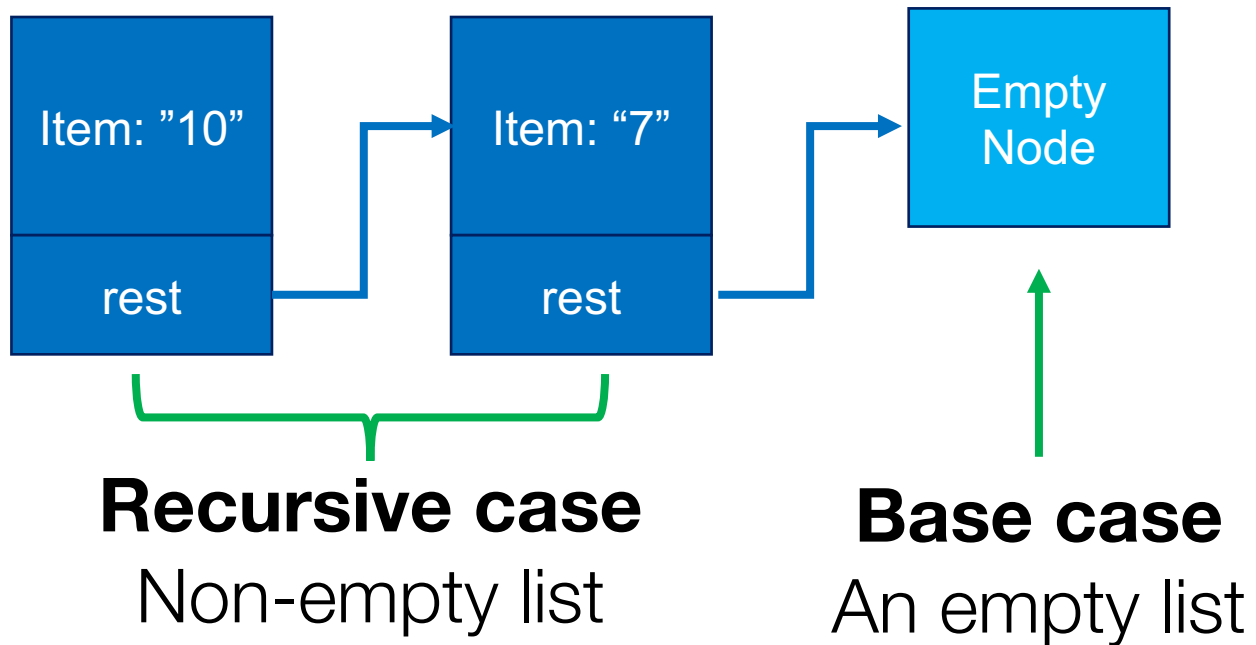 Item: ”10”
rest
Item: “7”
rest
Empty
Node
Recursive case
Non-empty list
Base case
An empty list